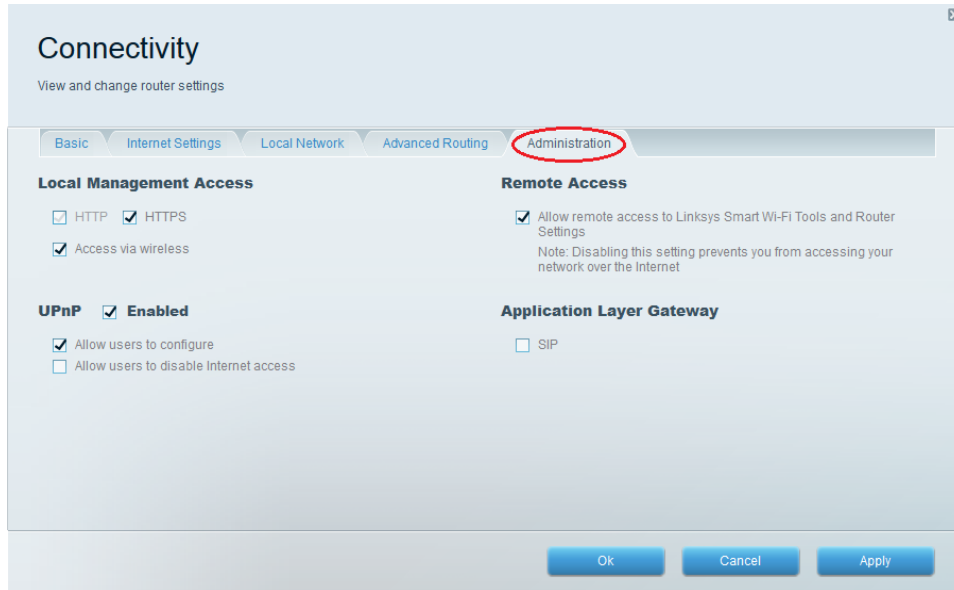 Connectivity
View and change router settings
Basic
Internet Settings
Local Network
Advanced Routing
Administration
Local Management Access
HTTP
HTTPS
Access via wireless
UPnP
Enabled
Allow users to configure
Allow users to disable Internet access
Remote Access
Allow remote access to Linksys Smart Wi-Fi Tools and Router
Settings
Note: Disabling this setting prevents you from accessing your
network over the Internet
Application Layer Gateway
SIP
Ok
Cancel
Apply